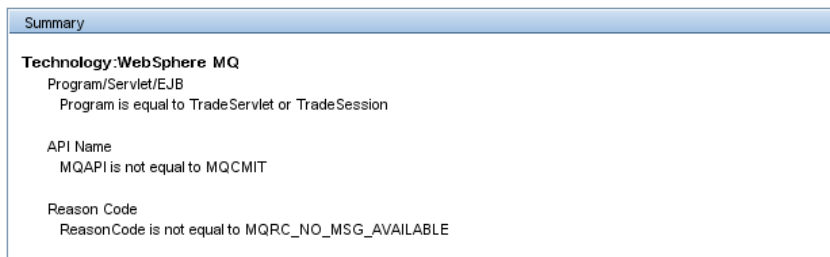 Summary
Technology:WebSphere MQ
Program/Servlet/EJB
Program is equal to TradeServlet or TradeSession
API Name
MQAPI is not equal to MQCMIT
Reason Code
ReasonCode is not equal to MQRC_NO_MSG_AVAILABLE